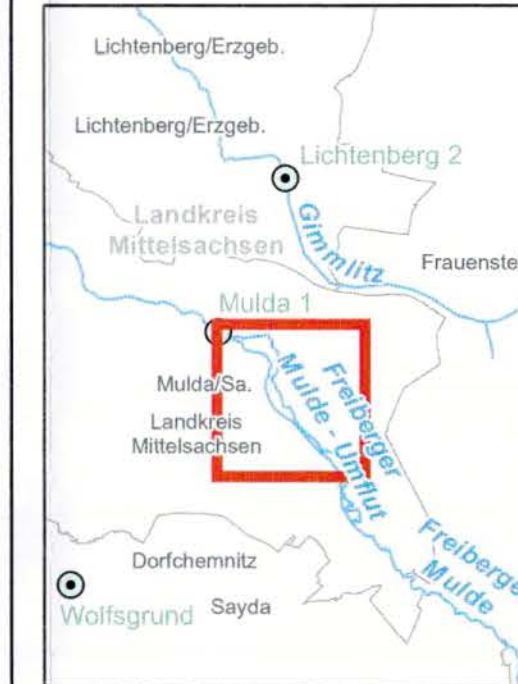 Lichtenberg/Erzgeb.
Lichtenberg/Erzgeb.
Lichtenberg 2
Landkreis
Mittelsachsen
Gimmlitz
Frauenste
Mulda 1
Mulda/Sa.
Landkreis
Mittelsachsen
Freiberger
Mulde - Umflut
Freiberge
Mulde
Dorfchemnitz
Wolfsgrund
Sayda